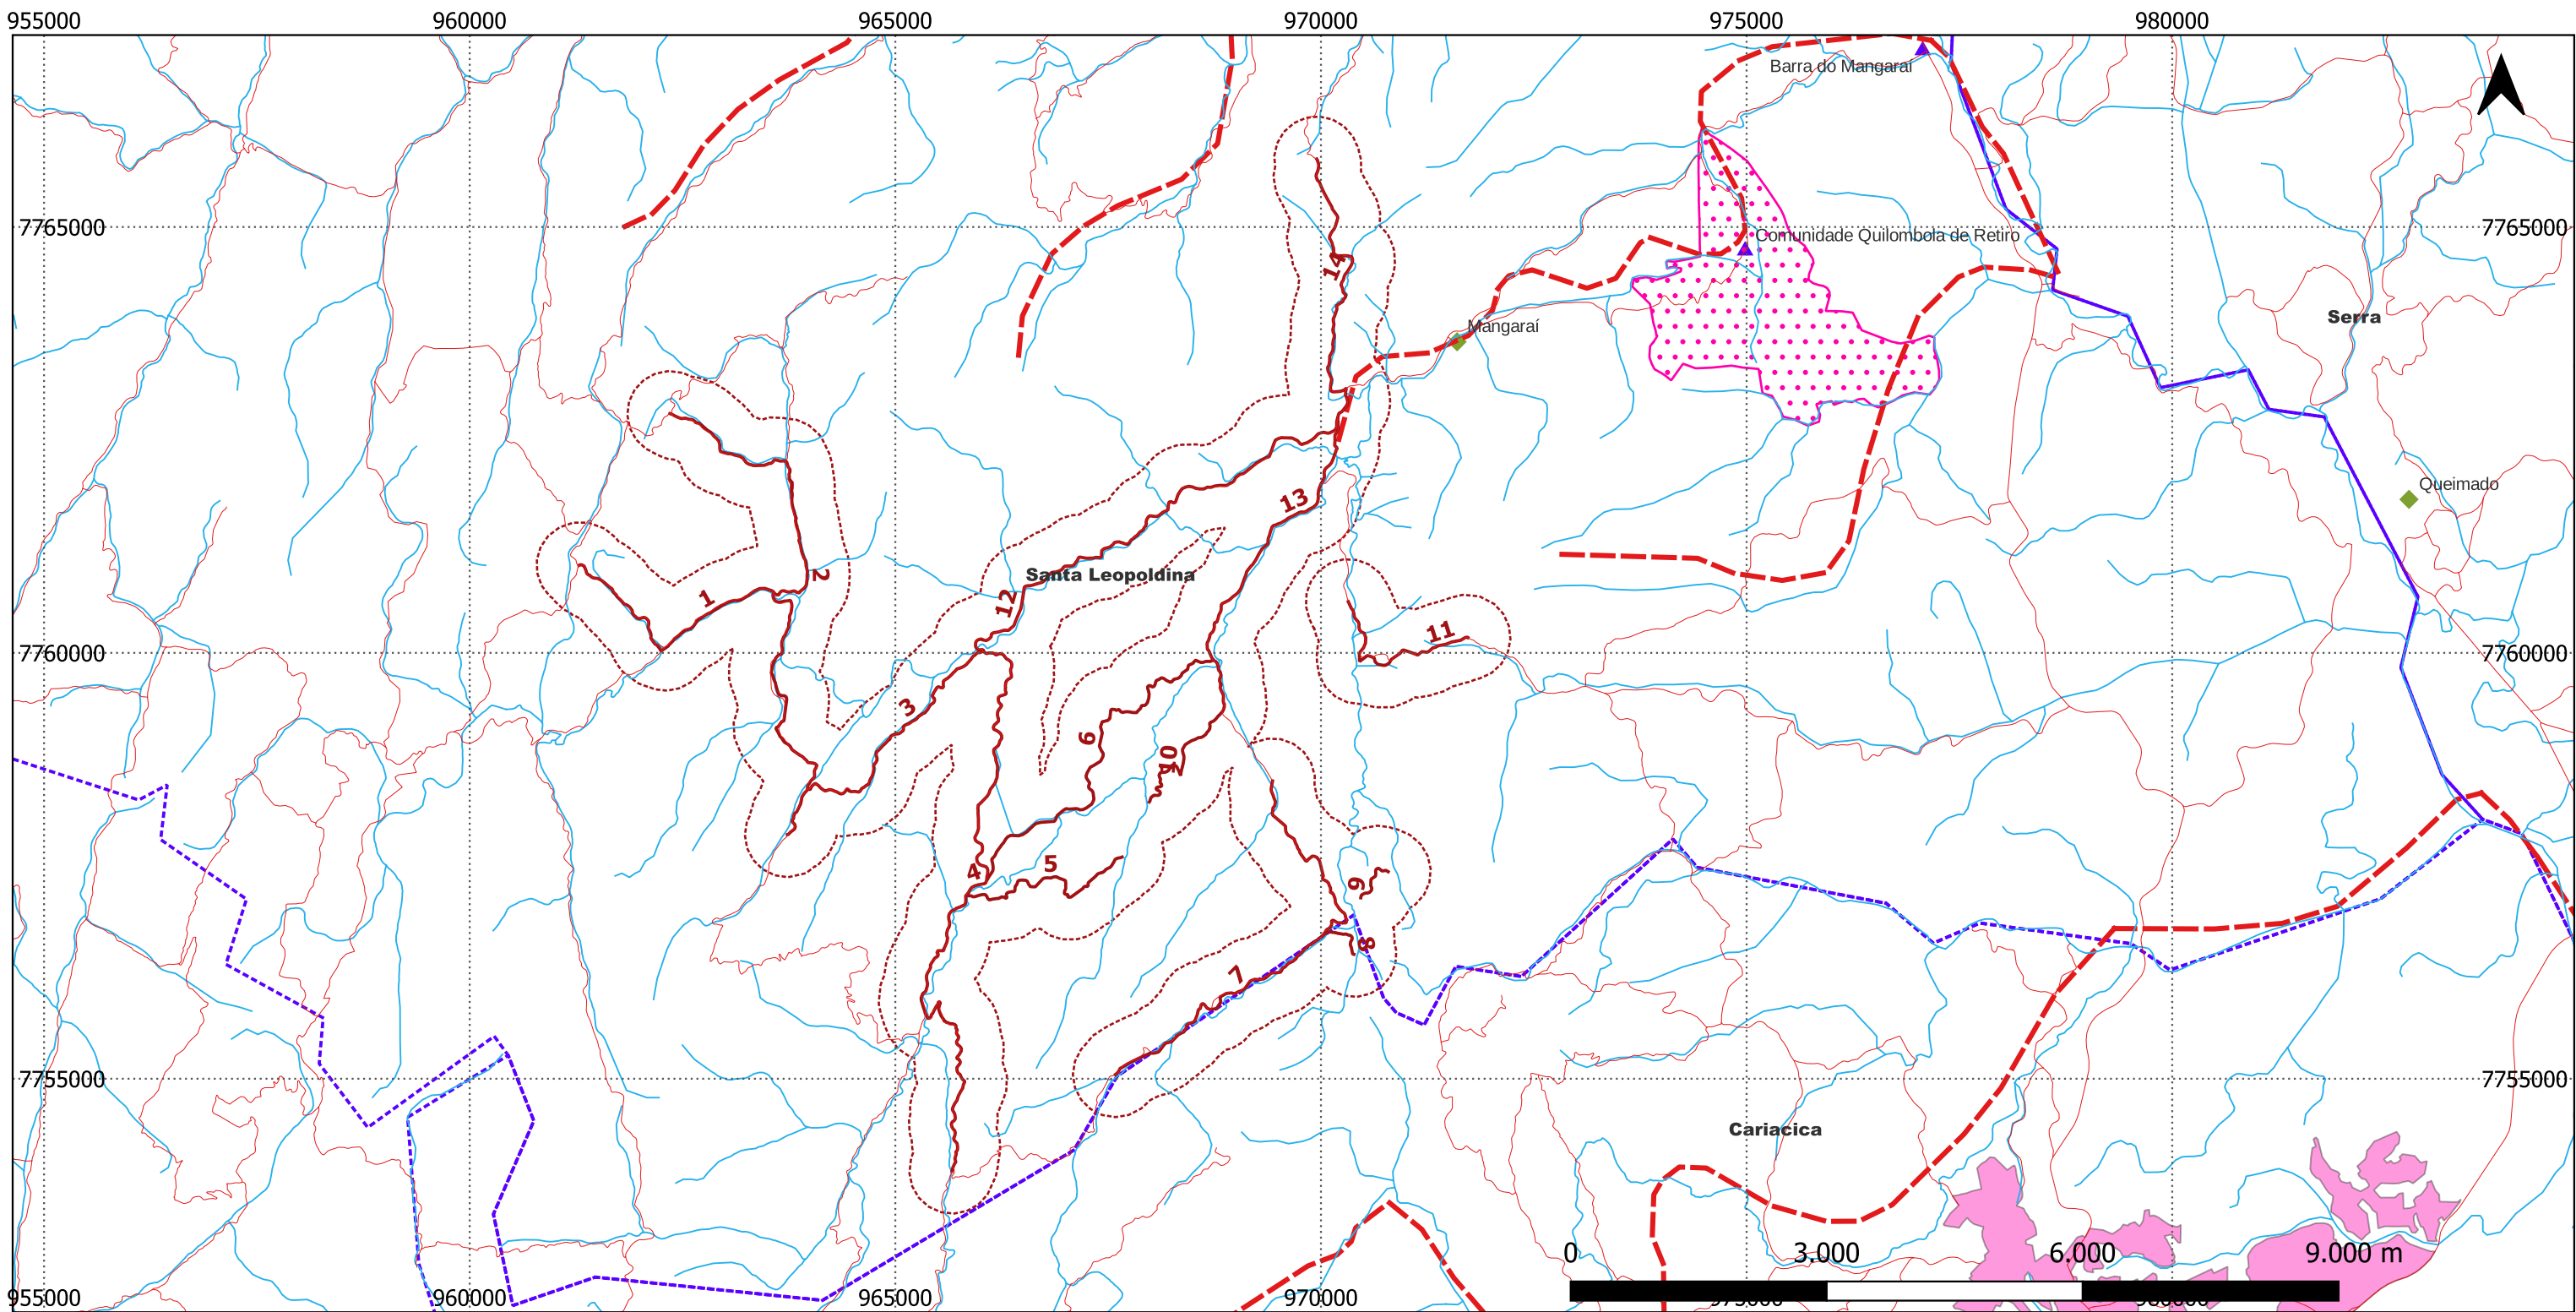 955000 960000 965000 970000 975000 980000
Barra do Mangaraí
7765000 Comunidade Quilombola de Retiro 7765000
14
Mangaraí
Serra
Queimado
13
2
Santa Leopoldina
1
12
11
7760000 7760000
3
6
10
4
5
9
8
7
7755000 7755000
Cariacica
0 3.000 6.000 9.000 m
955000 960000 965000 970000 975000 980000